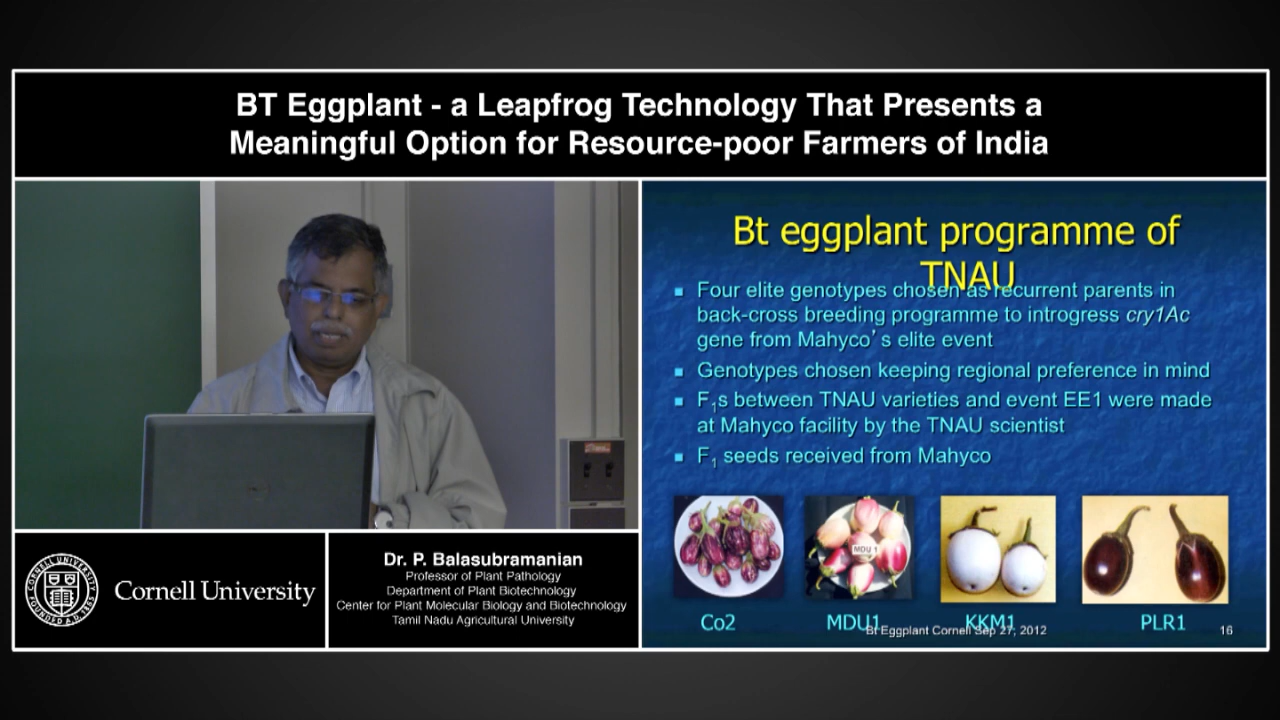 BT Eggplant - a Leapfrog Technology That Presents a
Meaningful Option for Resource-poor Farmers of India
Bt eggplant programme of
TNAU
▪ Four elite genotypes chosen as recurrent parents in
back-cross breeding programme to introgress cry1Ac
gene from Mahyco’s elite event
▪ Genotypes chosen keeping regional preference in mind
▪ F₁s between TNAU varieties and event EE1 were made
at Mahyco facility by the TNAU scientist
▪ F₁ seeds received from Mahyco
MDU 1
Co2 MDU1 KKM1 PLR1
Bt Eggplant Cornell Sep 27, 2012 16
Cornell University
Dr. P. Balasubramanian
Professor of Plant Pathology
Department of Plant Biotechnology
Center for Plant Molecular Biology and Biotechnology
Tamil Nadu Agricultural University